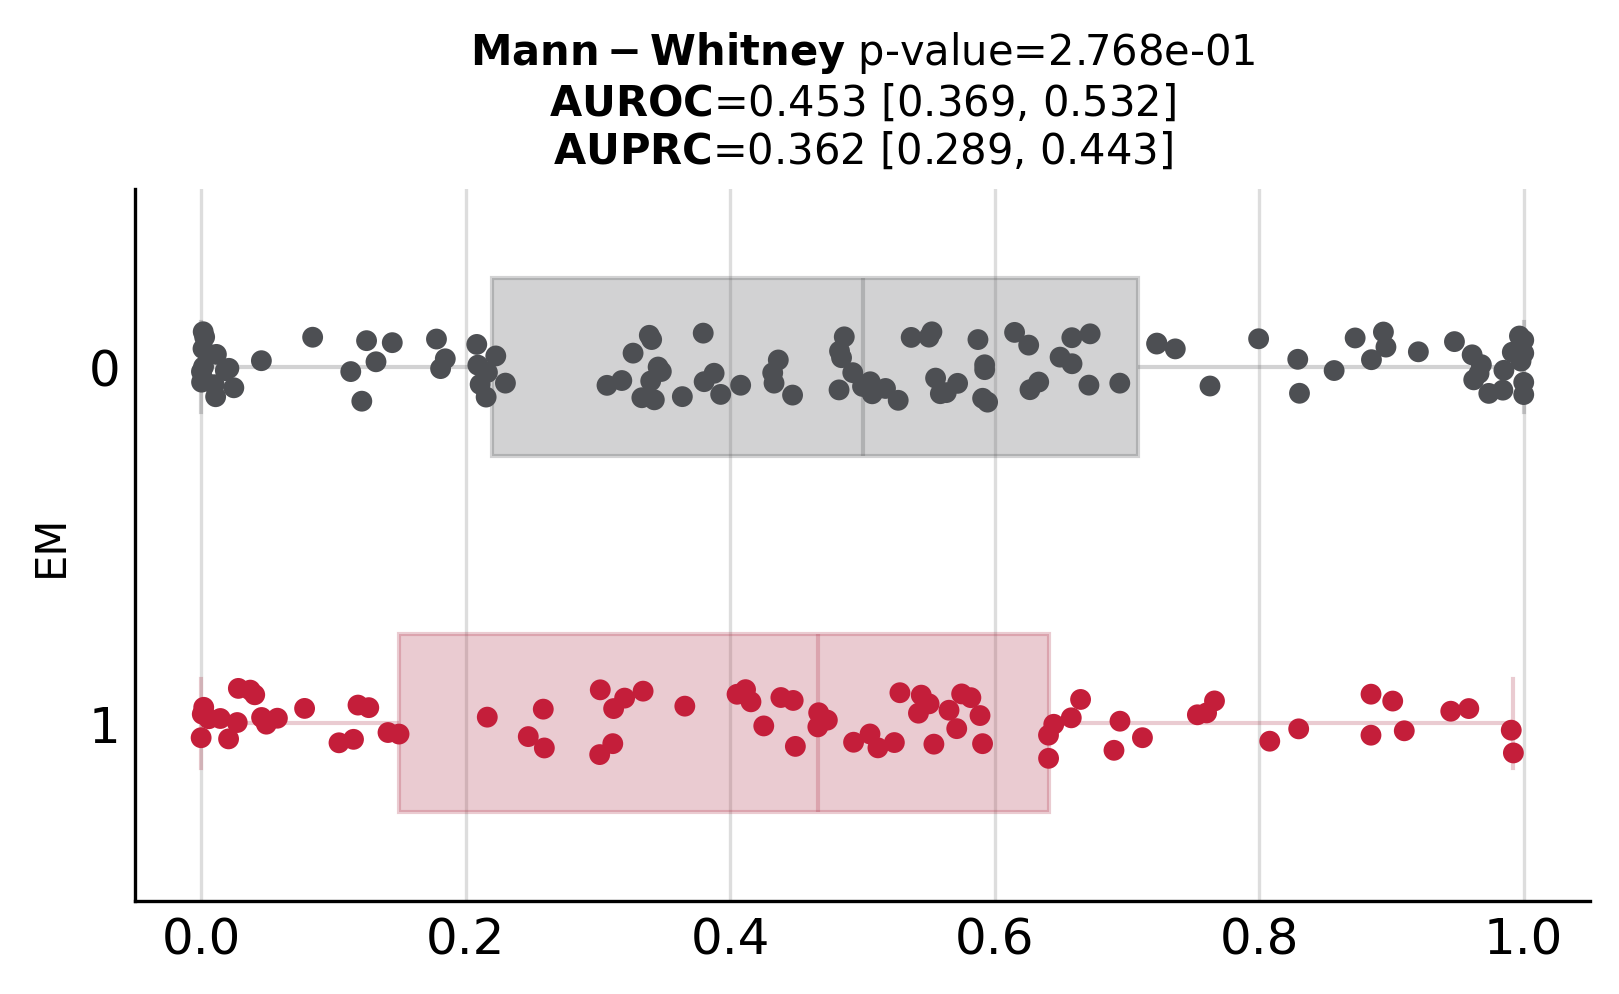 Mann − Whitney p-value=2.768e-01
AUROC=0.453 [0.369, 0.532]
AUPRC=0.362 [0.289, 0.443]
0
EM
1
0.0 0.2 0.4 0.6 0.8 1.0